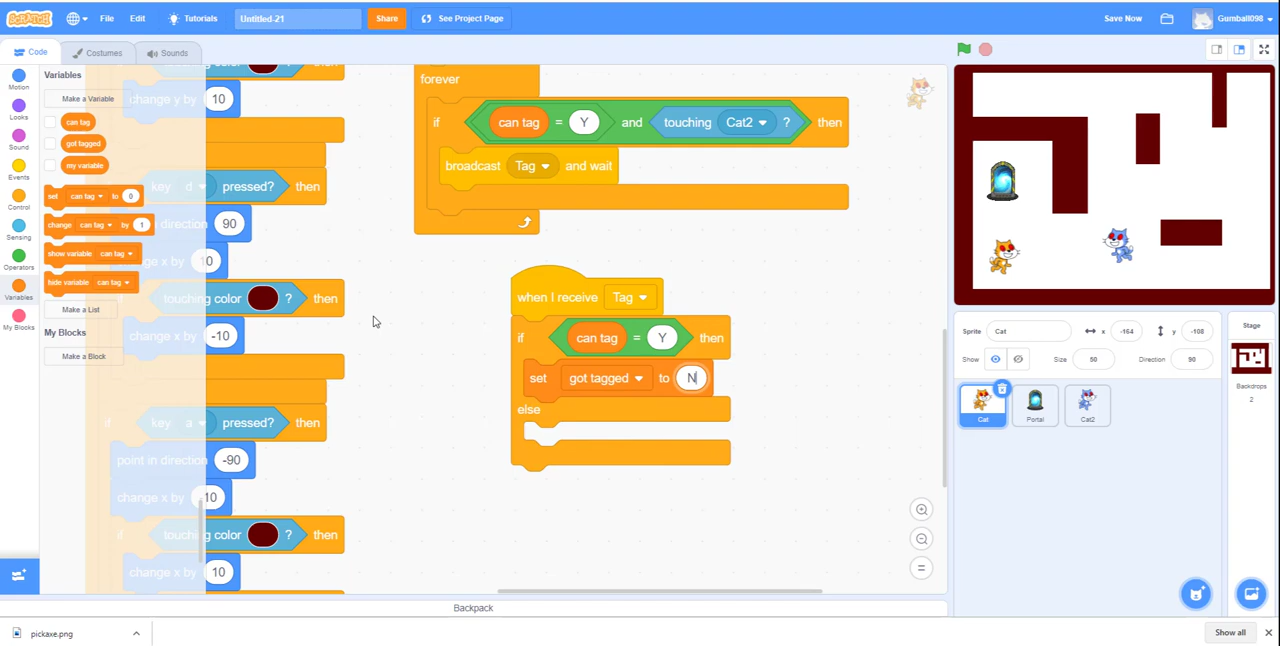 SCRATCH File Edit Tutorials Untitled-21 Share See Project Page Save Now Gumball098
Code Costumes Sounds
Motion
Looks
Sound
Events
Control
Sensing
Operators
Variables
My Blocks
Variables
Make a Variable
can tag
got tagged
my variable
set can tag to 0
change can tag by 1
show variable can tag
hide variable can tag
Make a List
My Blocks
Make a Block
then
change y by 10
key d pressed? then
direction 90
ge x by 10
touching color ? then
change x by -10
if key a pressed? then
point in direction -90
change x by -10
if touching color ? then
change x by 10
forever
if can tag = Y and touching Cat2 ? then
broadcast Tag and wait
when I receive Tag
if can tag = Y then
set got tagged to N
else
Sprite Cat x -164 y -108
Show Size 50 Direction 90
Cat
Portal
Cat2
Stage
Backdrops
2
Backpack
pickaxe.png
Show all